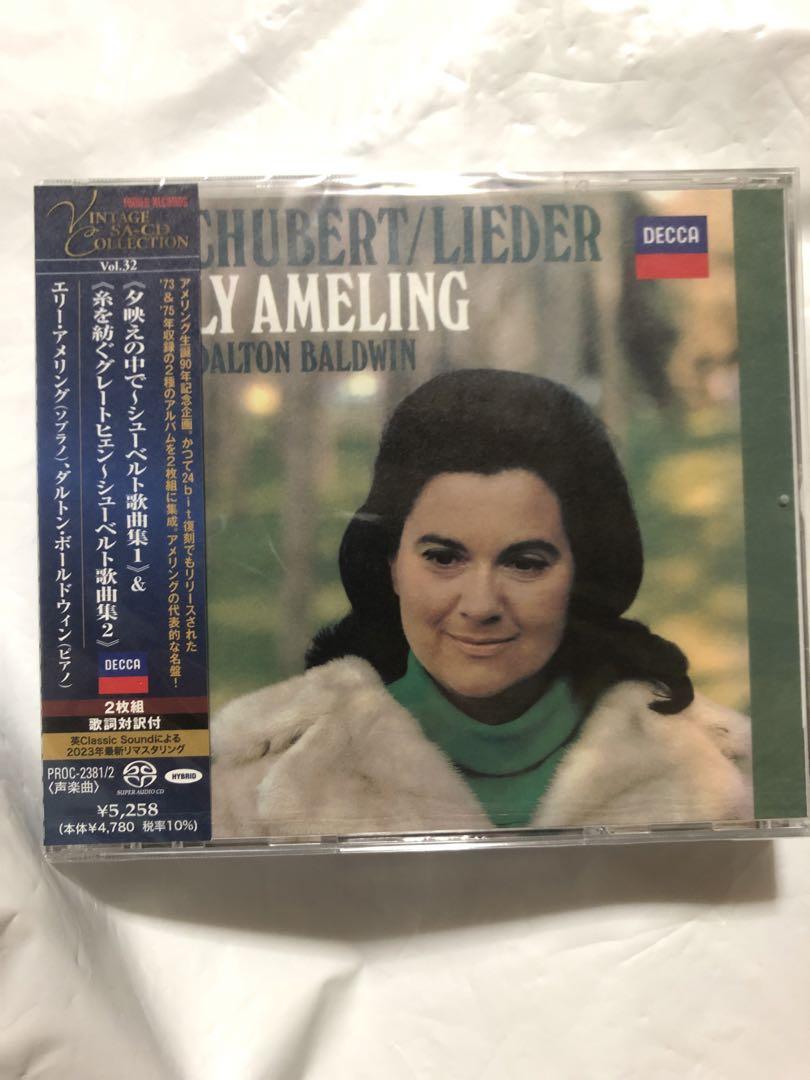 TOWER RECORDS
VINTAGE
SA-CD
COLLECTION
Vol.32
アメリング生誕90年記念企画。かつて24bit復刻でもリリースされた
'73&'75年収録の2種のアルバムを2枚組に集成。アメリングの代表的な名盤!
《夕映えの中で~シューベルト歌曲集1》&
《糸を紡ぐグレートヒェン~シューベルト歌曲集2》
エリー・アメリング(ソプラノ)、ダルトン・ボールドウィン(ピアノ)
DECCA
2枚組
歌詞対訳付
英Classic Soundによる
2023年最新リマスタリング
PROC-2381/2
〈声楽曲〉
SUPER AUDIO CD
HYBRID
¥5,258
(本体¥4,780 税率10%)
CHUBERT/LIEDER
LY AMELING
DALTON BALDWIN
DECCA